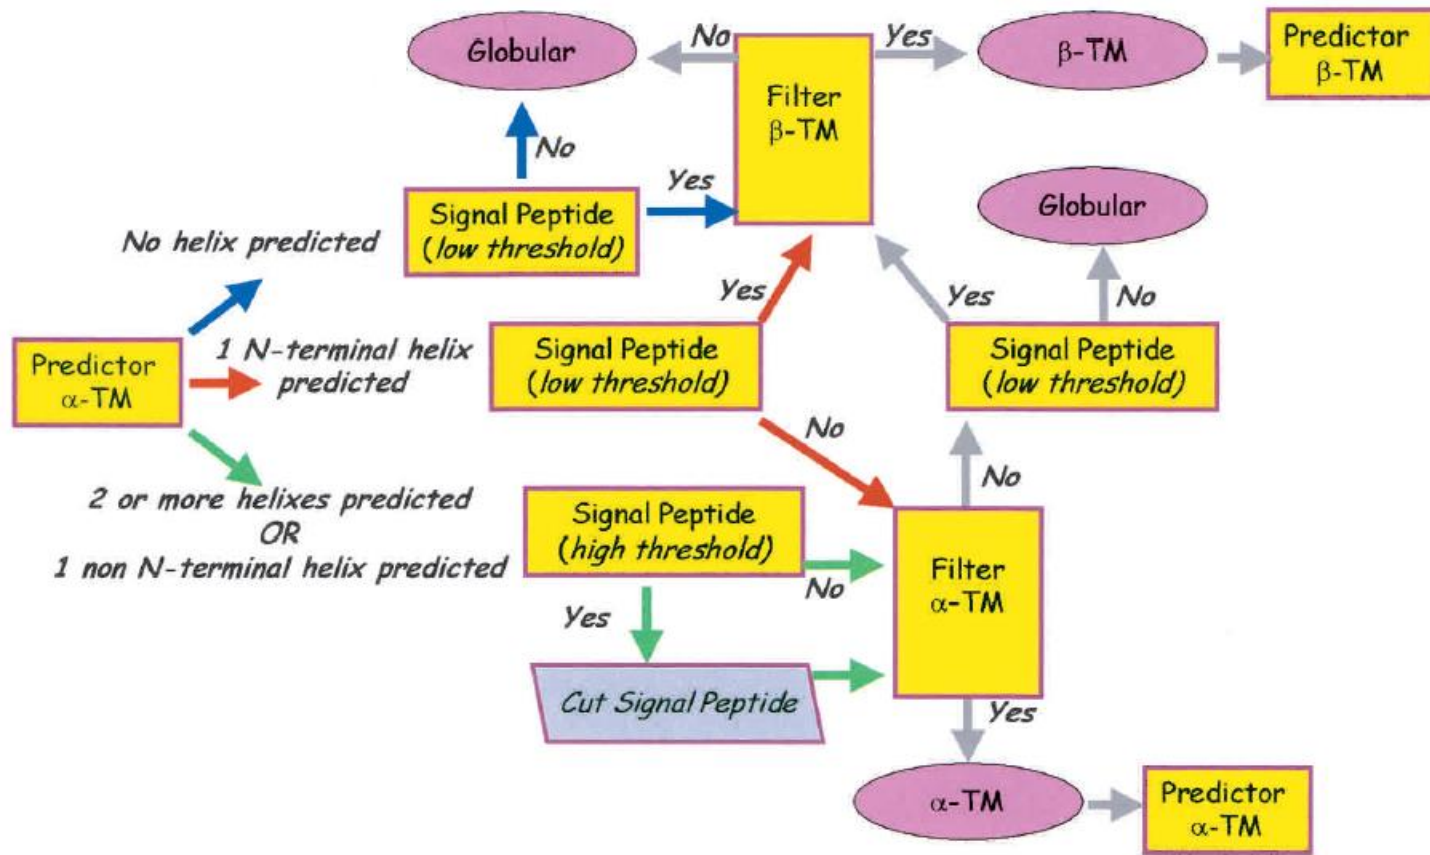 Globular
No
Filter
β-TM
Yes
β-TM
Predictor
β-TM
No
Signal Peptide
(low threshold)
Yes
Globular
No helix predicted
Yes
Yes
No
Predictor
α-TM
1 N-terminal helix
predicted
Signal Peptide
(low threshold)
Signal Peptide
(low threshold)
No
No
2 or more helixes predicted
OR
1 non N-terminal helix predicted
Signal Peptide
(high threshold)
No
Filter
α-TM
Yes
Cut Signal Peptide
Yes
α-TM
Predictor
α-TM